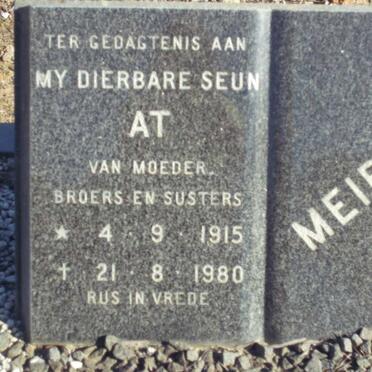 TER GEDAGTENIS AAN
MY DIERBARE SEUN
AT
VAN MOEDER.
BROERS EN SUSTERS
★ 4 · 9 · 1915
† 21 · 8 · 1980
RUS IN VREDE